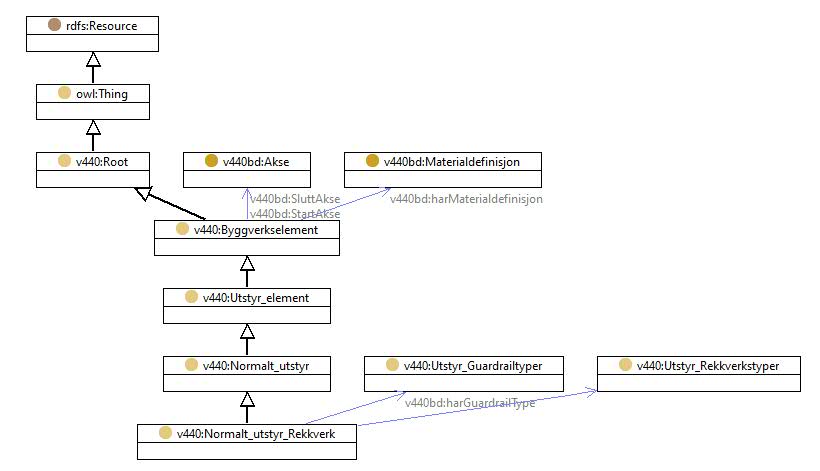 rdfs:Resource
owl:Thing
v440:Root
v440bd:Akse
v440bd:Materialdefinisjon
v440bd:SluttAkse
v440bd:harMaterialdefinisjon
v440bd:StartAkse
v440:Byggverkselement
v440:Utstyr_element
v440:Normalt_utstyr
v440:Utstyr_Guardrailtyper
v440:Utstyr_Rekkverkstyper
v440bd:harGuardrailType
v440:Normalt_utstyr_Rekkverk